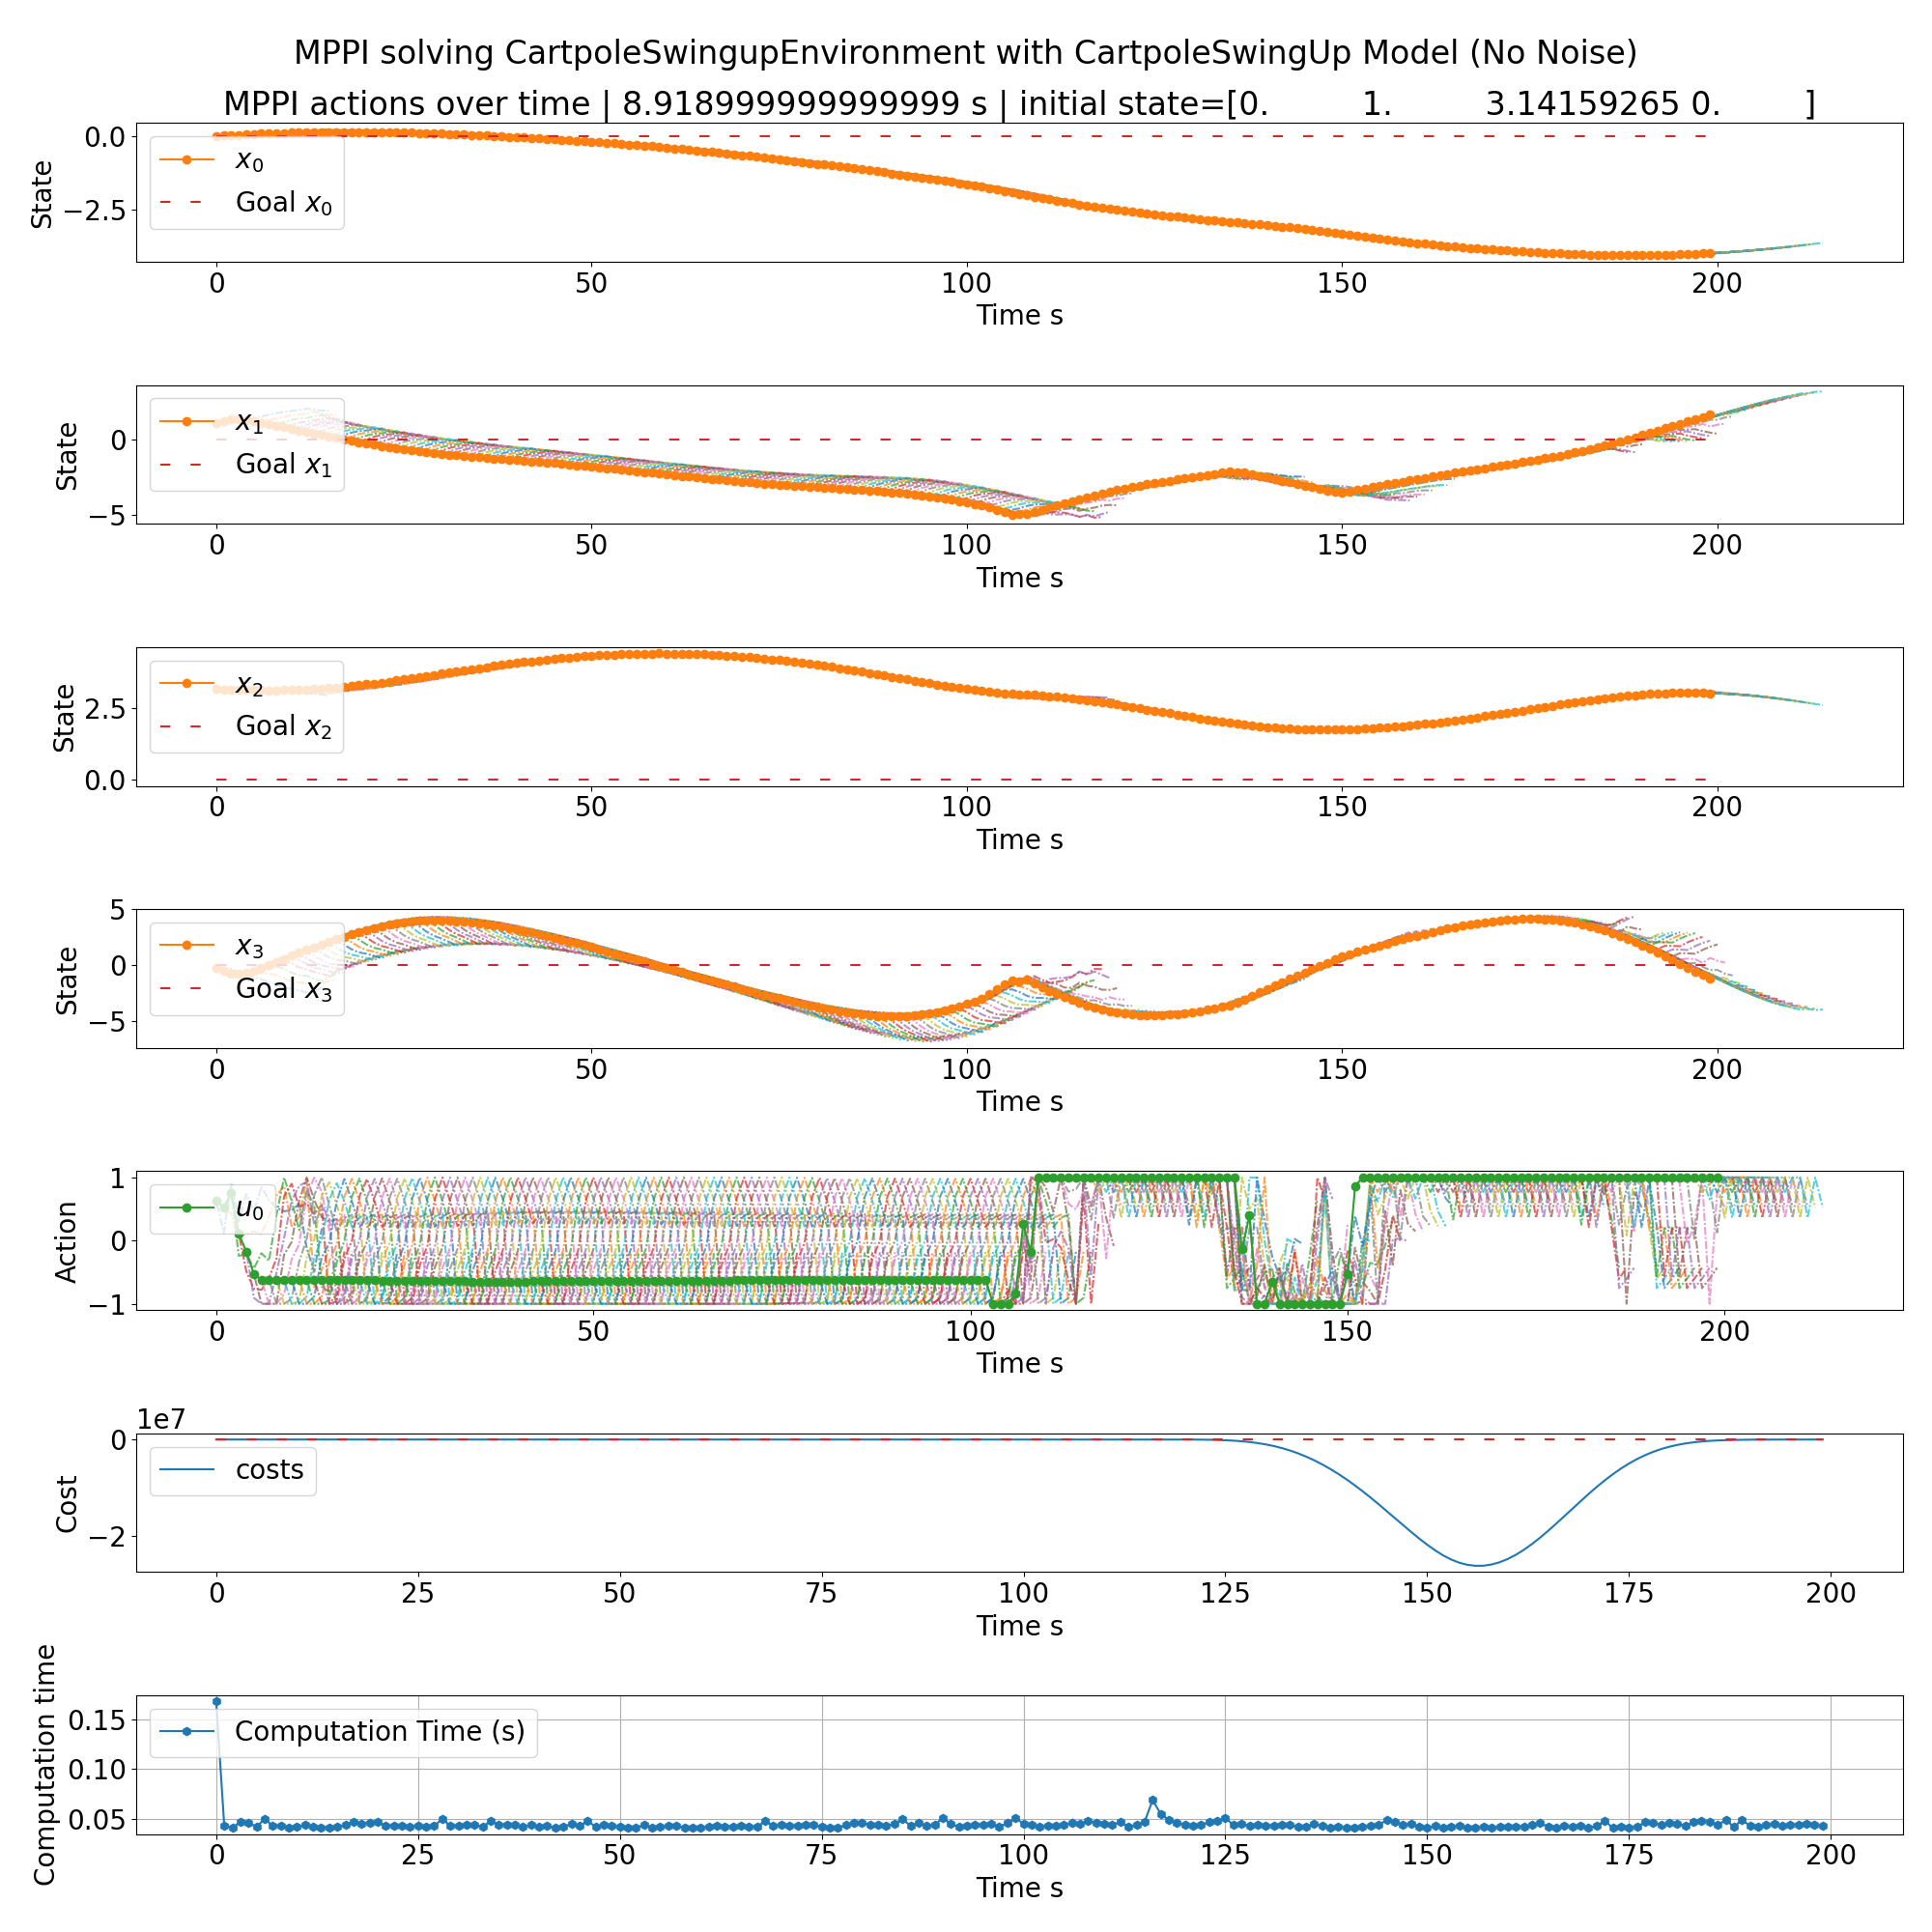 MPPI solving CartpoleSwingupEnvironment with CartpoleSwingUp Model (No Noise)
MPPI actions over time | 8.918999999999999 s | initial state=[0. 1. 3.14159265 0. ]
0.0
−2.5
State
x0
Goal x0
0 50 100 150 200
Time s
0
−5
State
x1
Goal x1
0 50 100 150 200
Time s
2.5
0.0
State
x2
Goal x2
0 50 100 150 200
Time s
5
0
−5
State
x3
Goal x3
0 50 100 150 200
Time s
1
0
−1
Action
u0
0 50 100 150 200
Time s
1e7
0
−2
Cost
costs
0 25 50 75 100 125 150 175 200
Time s
0.15
0.10
0.05
Computation time
Computation Time (s)
0 25 50 75 100 125 150 175 200
Time s